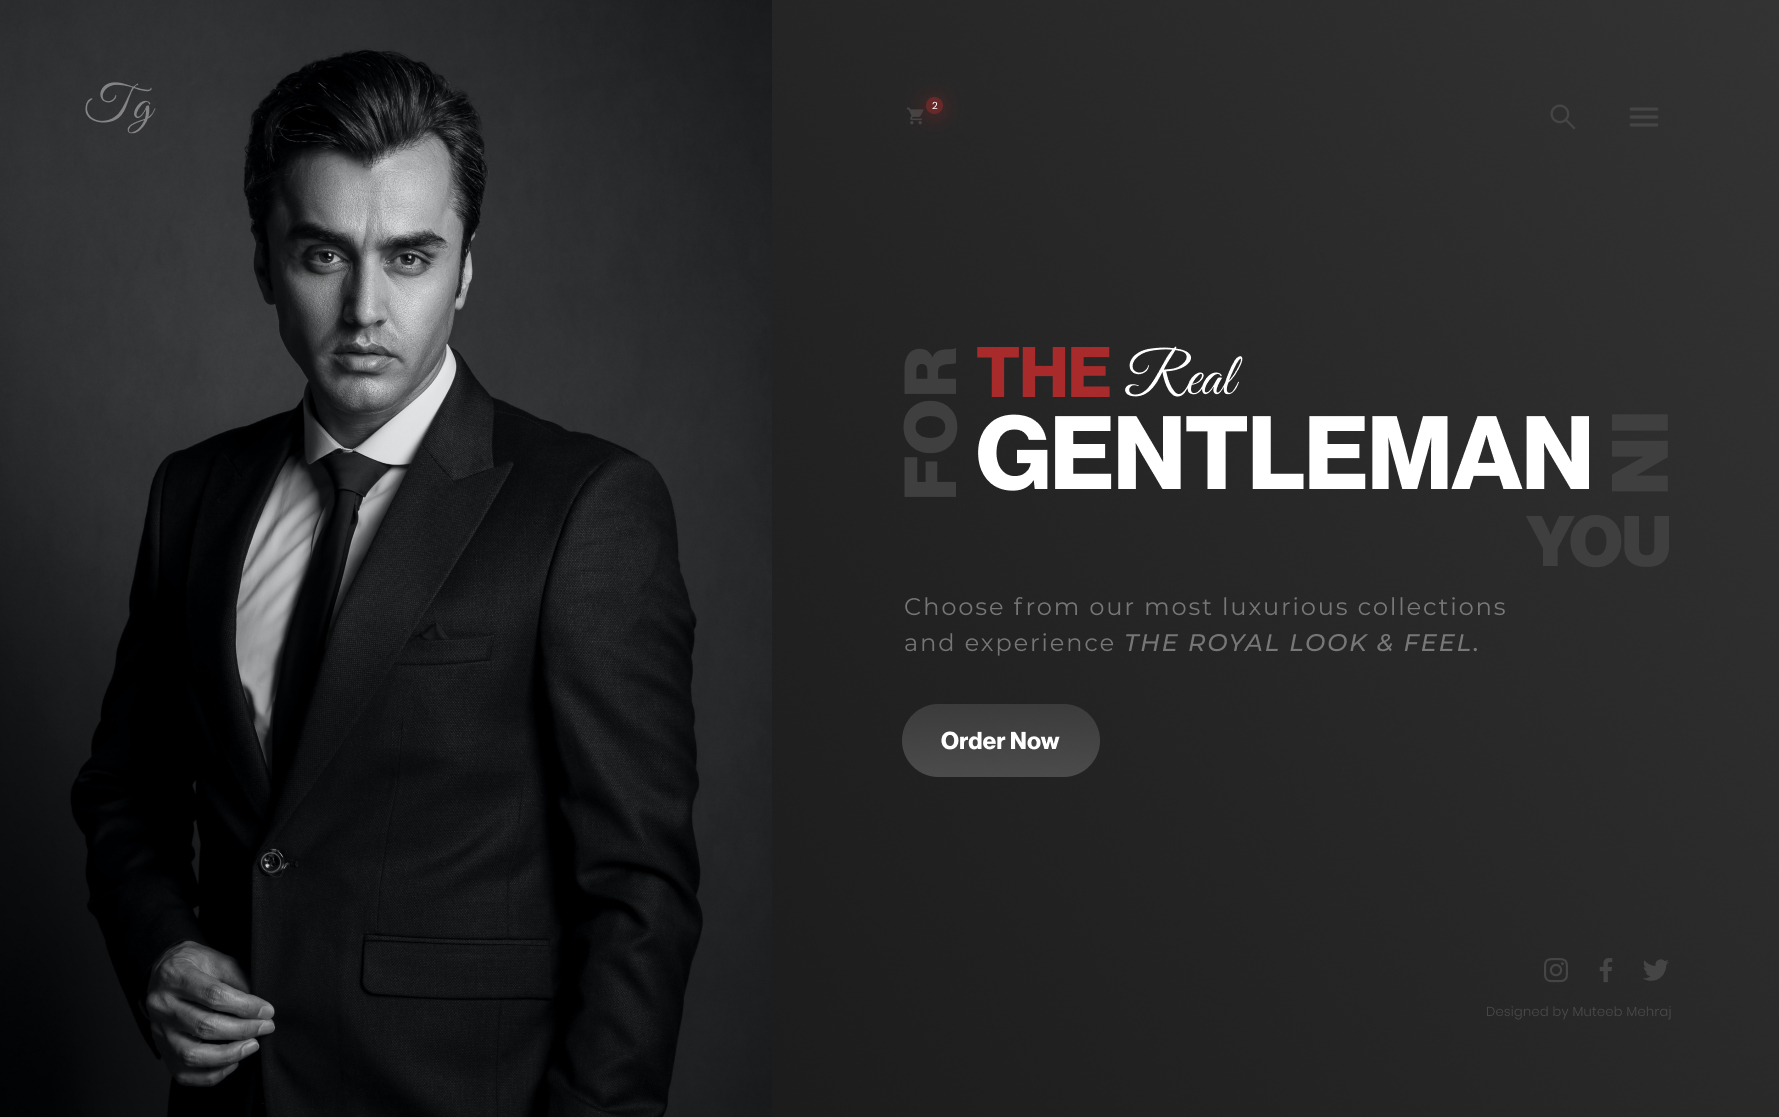 Tg
2
FOR THE Real
GENTLEMAN IN
YOU
Choose from our most luxurious collections
and experience THE ROYAL LOOK & FEEL.
Order Now
Designed by Muteeb Mehraj